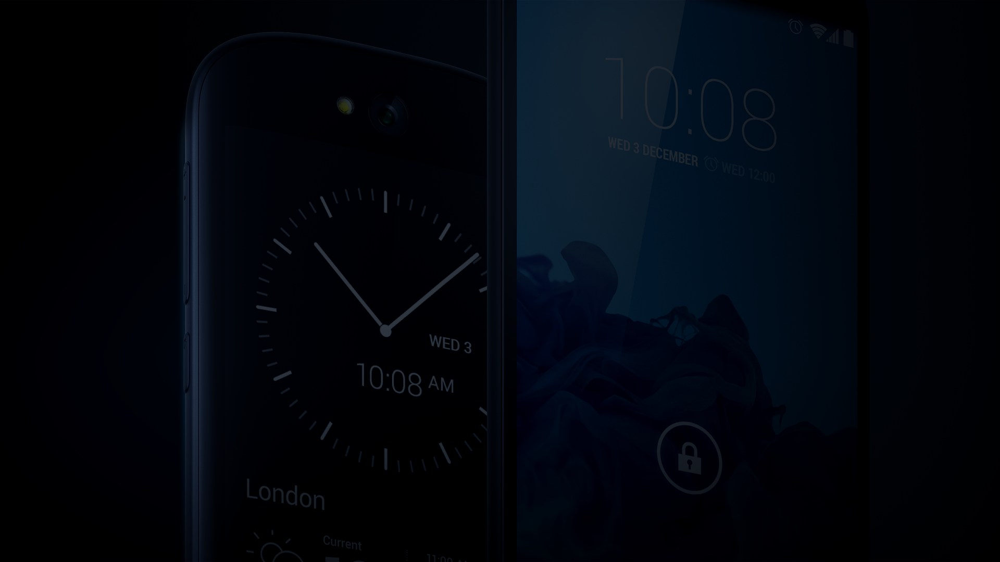 WED 3
10:08 AM
London
Current
10:08
WED 3 DECEMBER WED 12:00